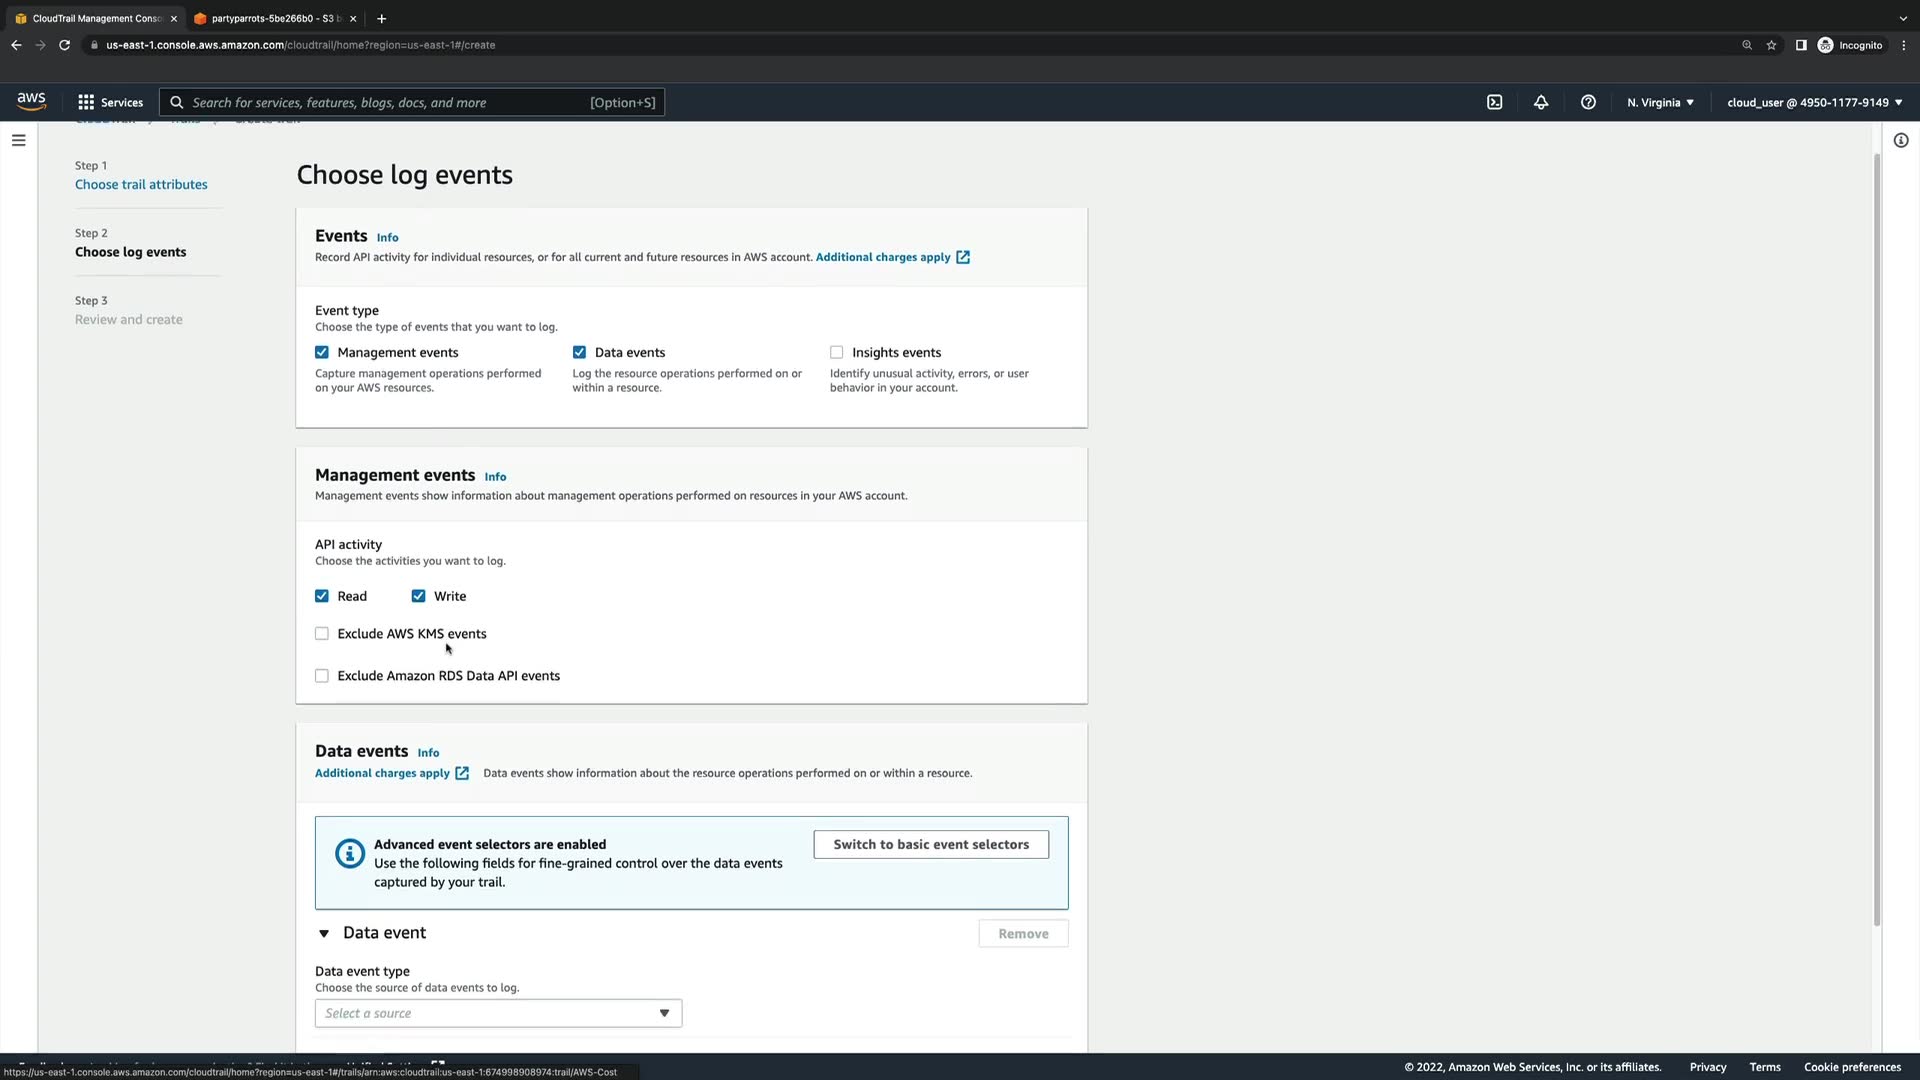 CloudTrail Management Conso
partyparrots-5be266b0 - S3 b
us-east-1.console.aws.amazon.com/cloudtrail/home?region=us-east-1#/create
Incognito
aws
Services
Search for services, features, blogs, docs, and more
[Option+S]
N. Virginia
cloud_user @ 4950-1177-9149
Step 1
Choose trail attributes
Step 2
Choose log events
Step 3
Review and create
Choose log events
Events Info
Record API activity for individual resources, or for all current and future resources in AWS account. Additional charges apply
Event type
Choose the type of events that you want to log.
Management events
Capture management operations performed
on your AWS resources.
Data events
Log the resource operations performed on or
within a resource.
Insights events
Identify unusual activity, errors, or user
behavior in your account.
Management events Info
Management events show information about management operations performed on resources in your AWS account.
API activity
Choose the activities you want to log.
Read Write
Exclude AWS KMS events
Exclude Amazon RDS Data API events
Data events Info
Additional charges apply Data events show information about the resource operations performed on or within a resource.
Advanced event selectors are enabled
Use the following fields for fine-grained control over the data events
captured by your trail.
Switch to basic event selectors
Data event
Remove
Data event type
Choose the source of data events to log.
Select a source
© 2022, Amazon Web Services, Inc. or its affiliates. Privacy Terms Cookie preferences
https://us-east-1.console.aws.amazon.com/cloudtrail/home?region=us-east-1#/trails/arn:aws:cloudtrail:us-east-1:674998908974:trail/AWS-Cost